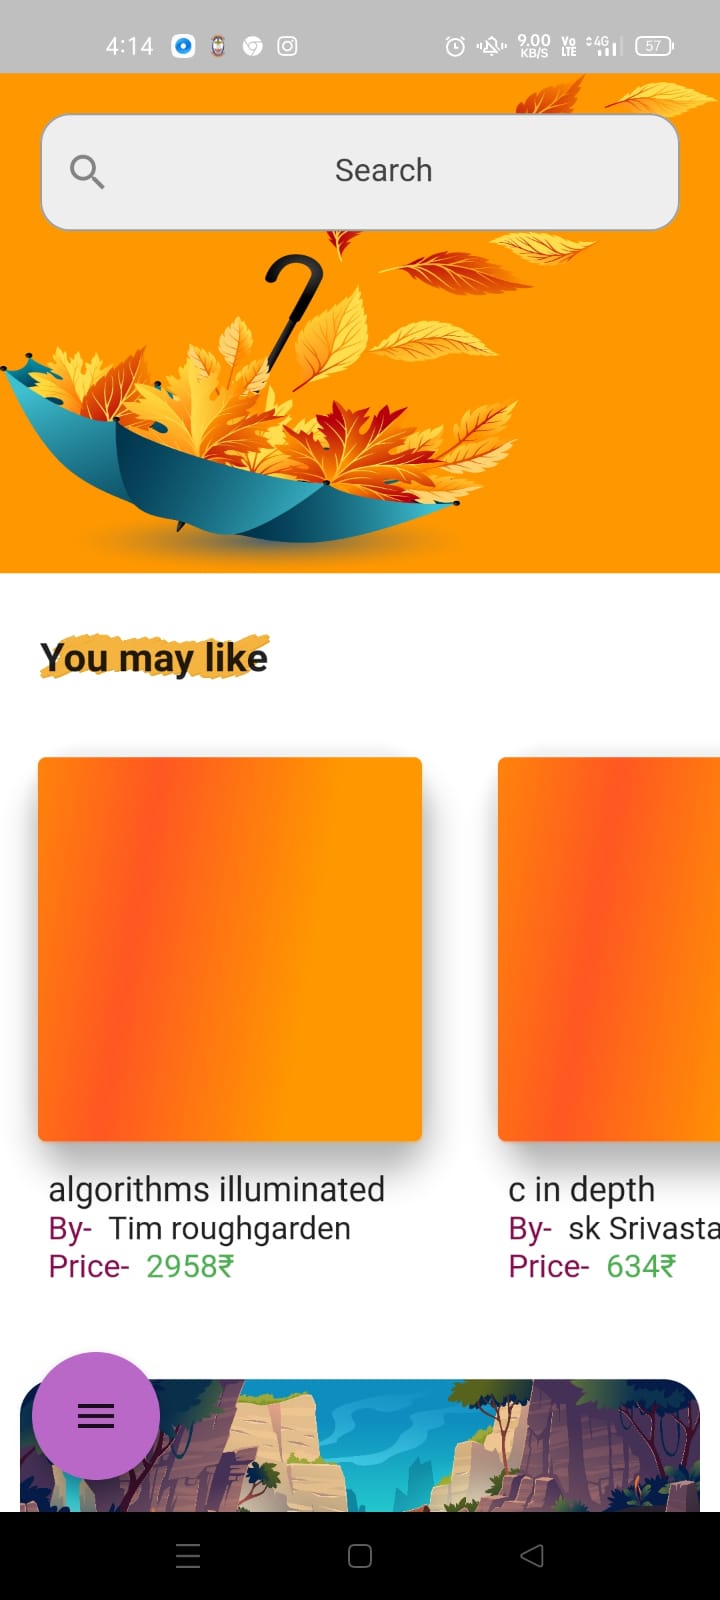 4:14 9.00 KB/S Vo LTE 4G 57
Search
You may like
algorithms illuminated
By- Tim roughgarden
Price- 2958₹
c in depth
By- sk Srivasta
Price- 634₹